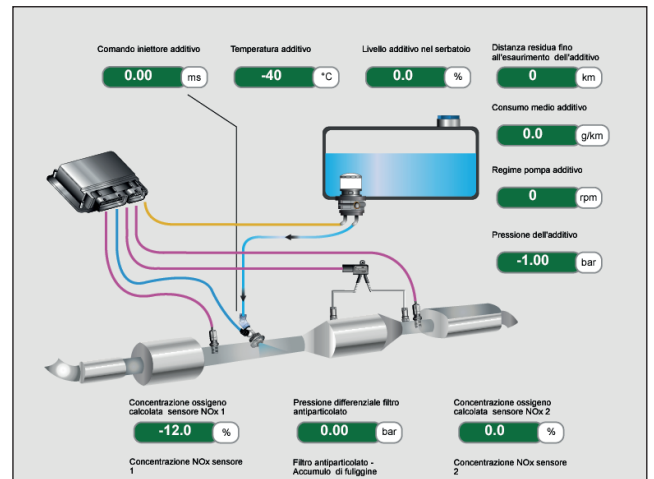 Comando iniettore additivo
0.00 ms
Temperatura additivo
-40 °C
Livello additivo nel serbatoio
0.0 %
Distanza residua fino
all'esaurimento dell'additivo
0 km
Consumo medio additivo
0.0 g/km
Regime pompa additivo
0 rpm
Pressione dell'additivo
-1.00 bar
Concentrazione ossigeno
calcolata sensore NOx 1
-12.0 %
Pressione differenziale filtro
antiparticolato
0.00 bar
Concentrazione ossigeno
calcolata sensore NOx 2
0.0 %
Concentrazione NOx sensore
1
Filtro antiparticolato -
Accumulo di fuliggine
Concentrazione NOx sensore
2